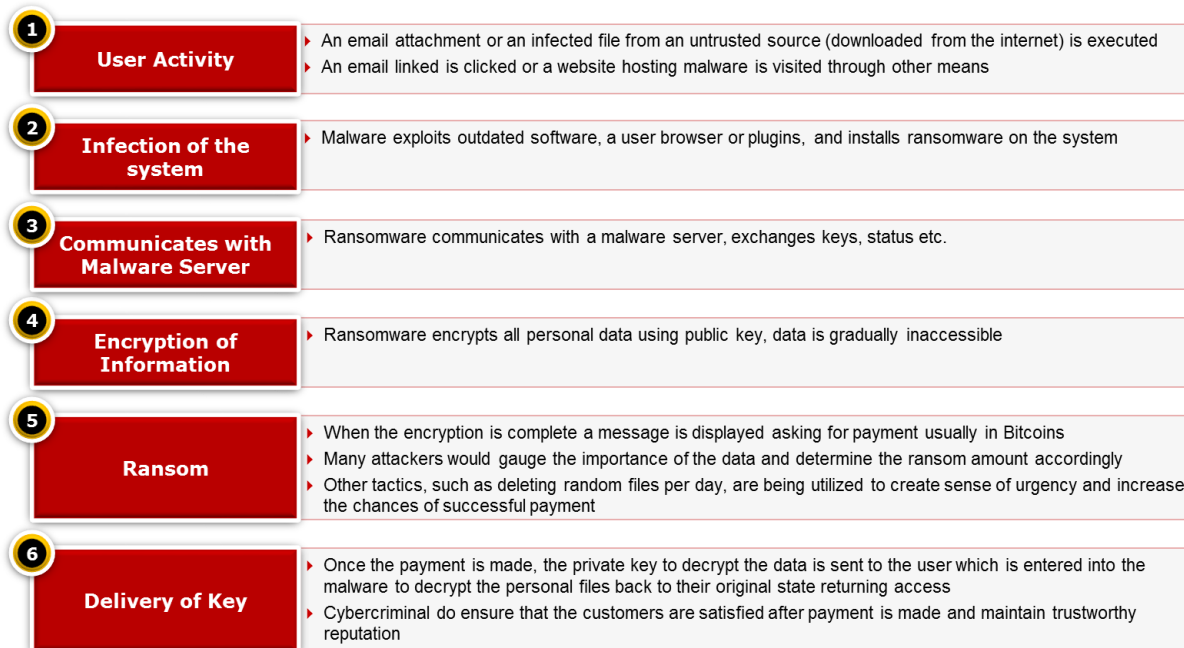 1
User Activity
An email attachment or an infected file from an untrusted source (downloaded from the internet) is executed
An email linked is clicked or a website hosting malware is visited through other means
2
Infection of the
system
Malware exploits outdated software, a user browser or plugins, and installs ransomware on the system
3
Communicates with
Malware Server
Ransomware communicates with a malware server, exchanges keys, status etc.
4
Encryption of
Information
Ransomware encrypts all personal data using public key, data is gradually inaccessible
5
Ransom
When the encryption is complete a message is displayed asking for payment usually in Bitcoins
Many attackers would gauge the importance of the data and determine the ransom amount accordingly
Other tactics, such as deleting random files per day, are being utilized to create sense of urgency and increase
the chances of successful payment
6
Delivery of Key
Once the payment is made, the private key to decrypt the data is sent to the user which is entered into the
malware to decrypt the personal files back to their original state returning access
Cybercriminal do ensure that the customers are satisfied after payment is made and maintain trustworthy
reputation